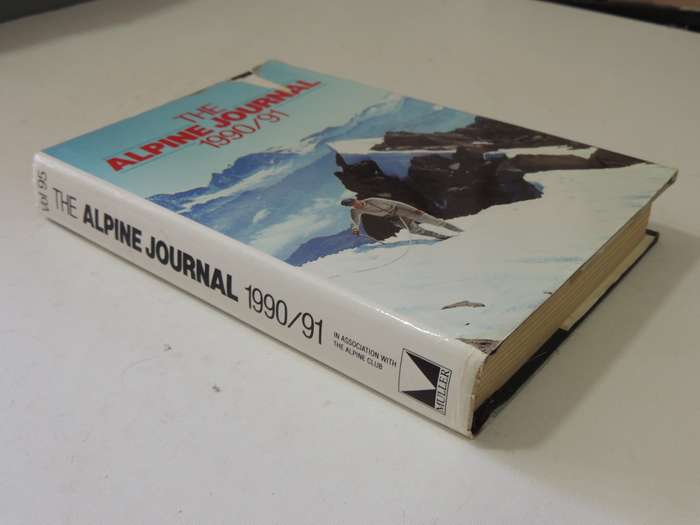 THE
ALPINE JOURNAL
1990/91
vol 95
THE ALPINE JOURNAL 1990/91
IN ASSOCIATION WITH
THE ALPINE CLUB
MULLER